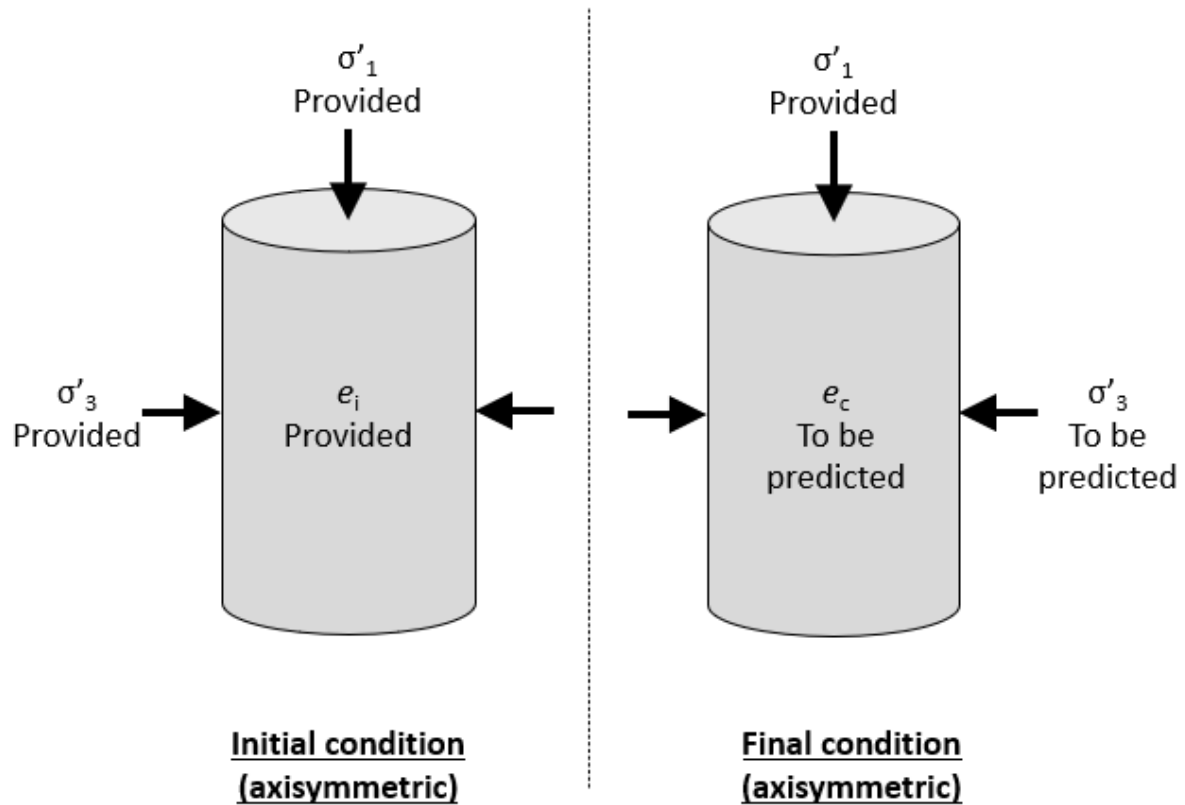 σ'₁
Provided
σ'₃
Provided
eᵢ
Provided
Initial condition
(axisymmetric)
σ'₁
Provided
e꜀
To be
predicted
σ'₃
To be
predicted
Final condition
(axisymmetric)